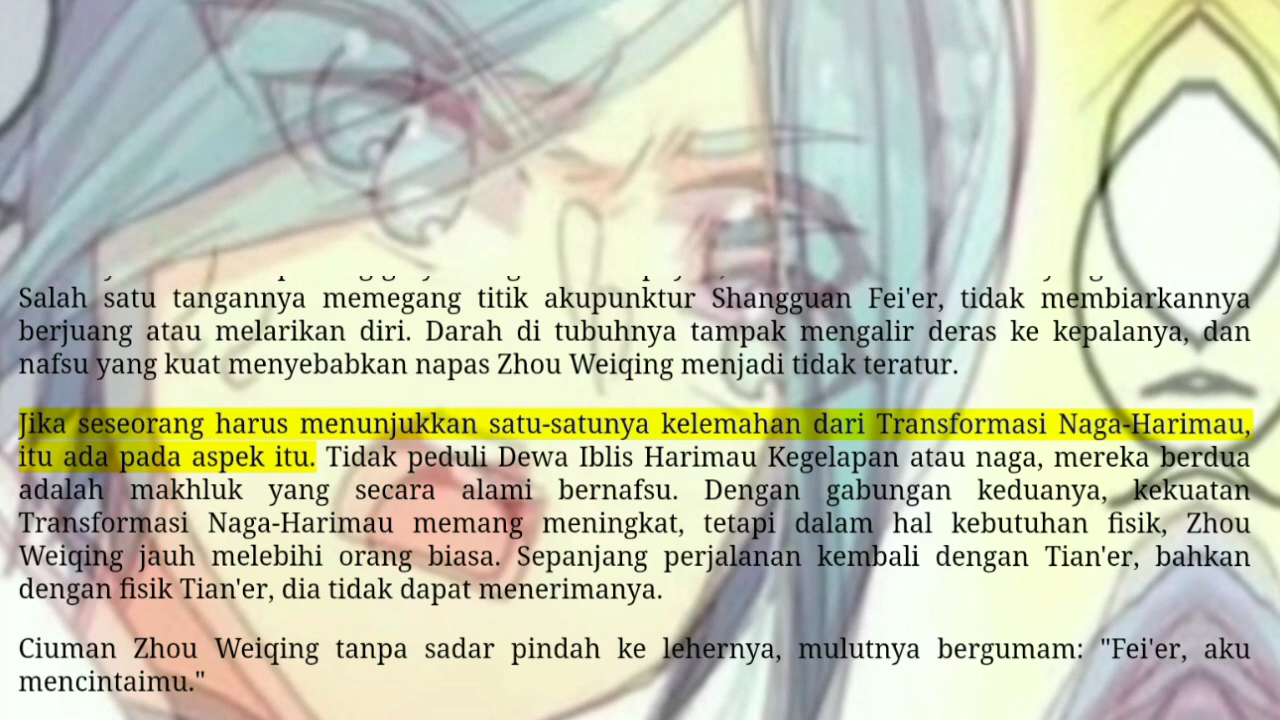 Salah satu tangannya memegang titik akupunktur Shangguan Fei'er, tidak membiarkannya
berjuang atau melarikan diri. Darah di tubuhnya tampak mengalir deras ke kepalanya, dan
nafsu yang kuat menyebabkan napas Zhou Weiqing menjadi tidak teratur.
Jika seseorang harus menunjukkan satu-satunya kelemahan dari Transformasi Naga-Harimau,
itu ada pada aspek itu. Tidak peduli Dewa Iblis Harimau Kegelapan atau naga, mereka berdua
adalah makhluk yang secara alami bernafsu. Dengan gabungan keduanya, kekuatan
Transformasi Naga-Harimau memang meningkat, tetapi dalam hal kebutuhan fisik, Zhou
Weiqing jauh melebihi orang biasa. Sepanjang perjalanan kembali dengan Tian'er, bahkan
dengan fisik Tian'er, dia tidak dapat menerimanya.
Ciuman Zhou Weiqing tanpa sadar pindah ke lehernya, mulutnya bergumam: "Fei'er, aku
mencintaimu."